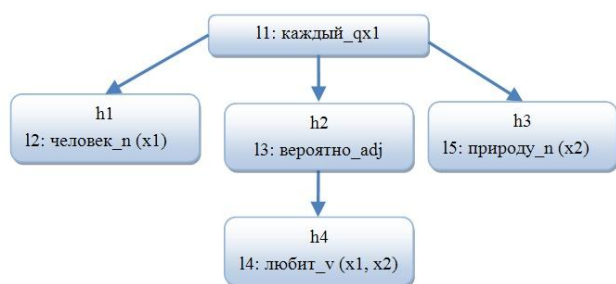 l1: каждый_qx1
h1
l2: человек_n (x1)
h2
l3: вероятно_adj
h3
l5: природу_n (x2)
h4
l4: любит_v (x1, x2)